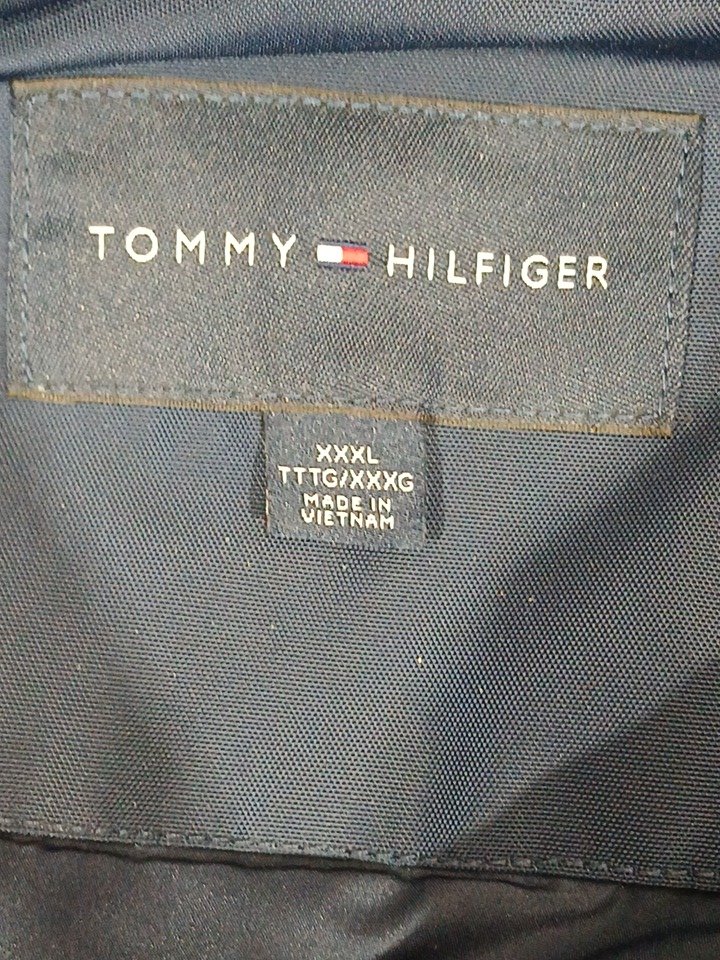 TOMMY HILFIGER
XXXL
TTTG/XXXG
MADE IN
VIETNAM